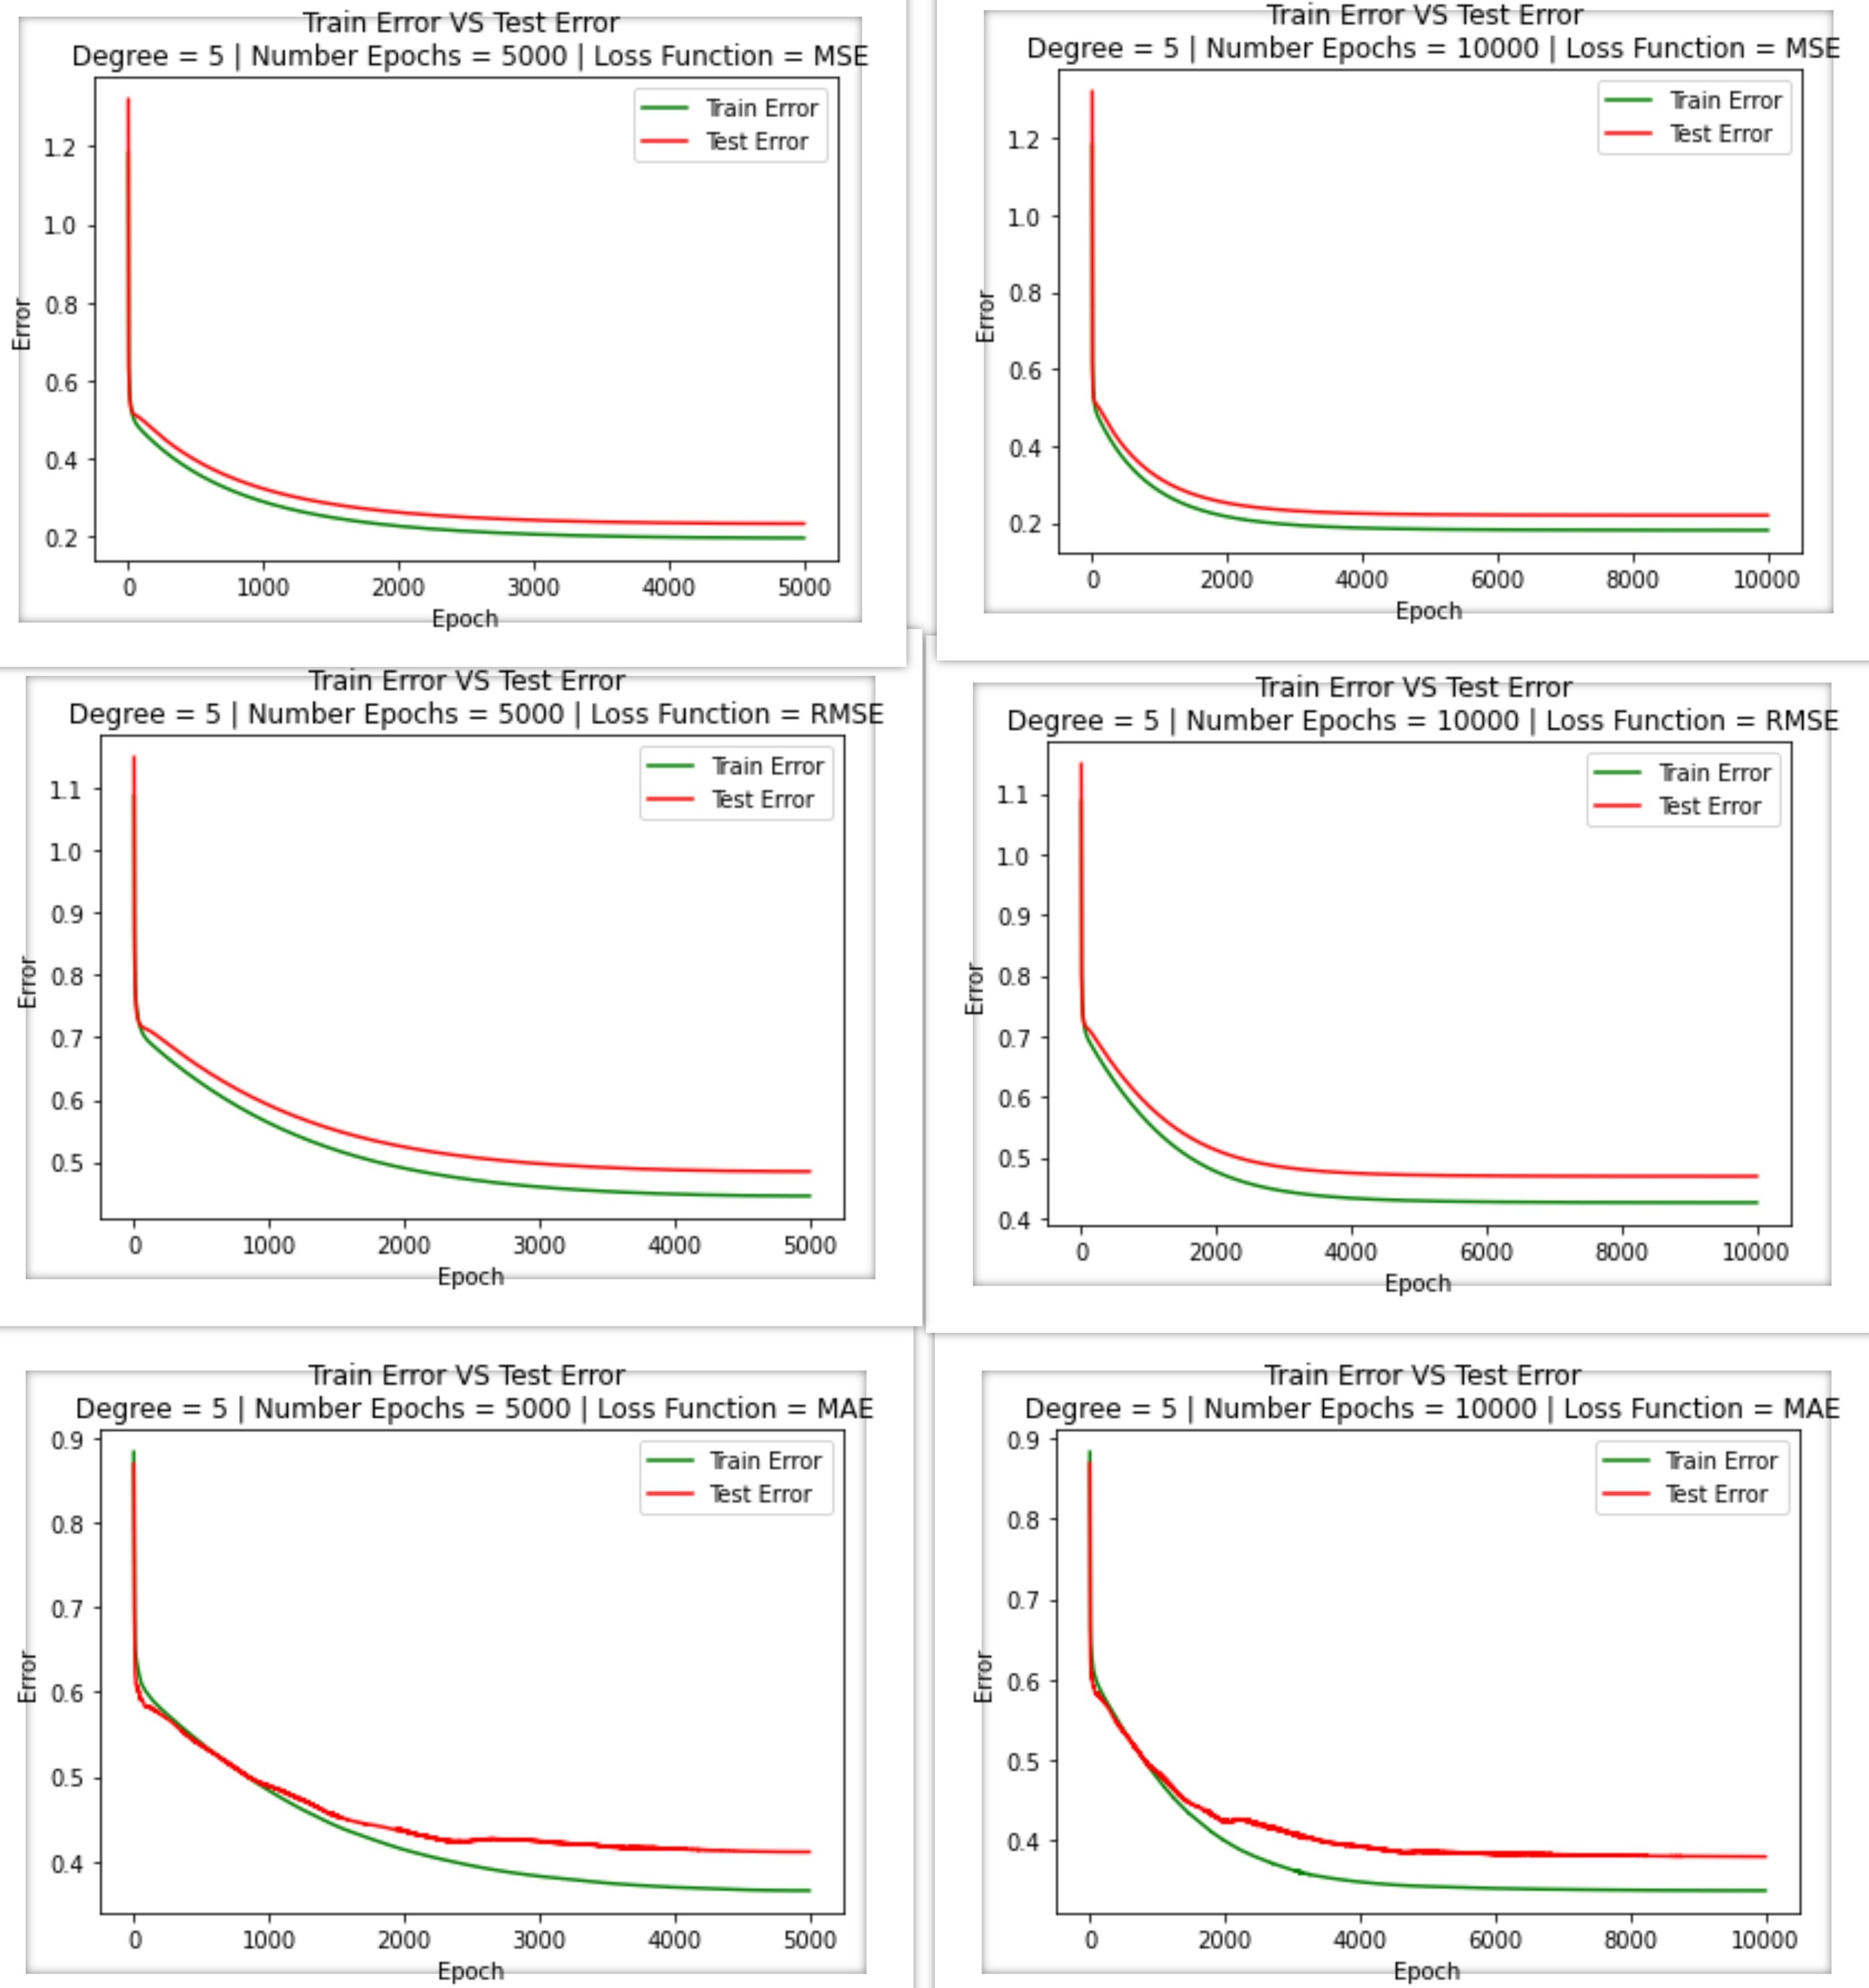 Train Error VS Test Error
Degree = 5 | Number Epochs = 5000 | Loss Function = MSE
Train Error
Test Error
1.2
1.0
0.8
0.6
0.4
0.2
Error
0 1000 2000 3000 4000 5000
Epoch
Train Error VS Test Error
Degree = 5 | Number Epochs = 10000 | Loss Function = MSE
Train Error
Test Error
1.2
1.0
0.8
0.6
0.4
0.2
Error
0 2000 4000 6000 8000 10000
Epoch
Train Error VS Test Error
Degree = 5 | Number Epochs = 5000 | Loss Function = RMSE
Train Error
Test Error
1.1
1.0
0.9
0.8
0.7
0.6
0.5
Error
0 1000 2000 3000 4000 5000
Epoch
Train Error VS Test Error
Degree = 5 | Number Epochs = 10000 | Loss Function = RMSE
Train Error
Test Error
1.1
1.0
0.9
0.8
0.7
0.6
0.5
0.4
Error
0 2000 4000 6000 8000 10000
Epoch
Train Error VS Test Error
Degree = 5 | Number Epochs = 5000 | Loss Function = MAE
Train Error
Test Error
0.9
0.8
0.7
0.6
0.5
0.4
Error
0 1000 2000 3000 4000 5000
Epoch
Train Error VS Test Error
Degree = 5 | Number Epochs = 10000 | Loss Function = MAE
Train Error
Test Error
0.9
0.8
0.7
0.6
0.5
0.4
Error
0 2000 4000 6000 8000 10000
Epoch